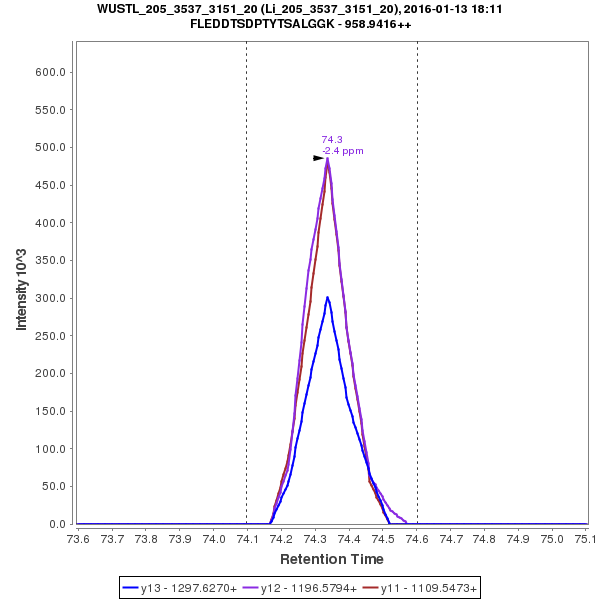 WUSTL_205_3537_3151_20 (Li_205_3537_3151_20), 2016-01-13 18:11
FLEDDTSDPTYTSALGGK - 958.9416++
600.0
550.0
500.0
450.0
400.0
350.0
300.0
250.0
200.0
150.0
100.0
50.0
0.0
Intensity 10^3
74.3
-2.4 ppm
73.6 73.7 73.8 73.9 74.0 74.1 74.2 74.3 74.4 74.5 74.6 74.7 74.8 74.9 75.0 75.1
Retention Time
y13 - 1297.6270+ y12 - 1196.5794+ y11 - 1109.5473+